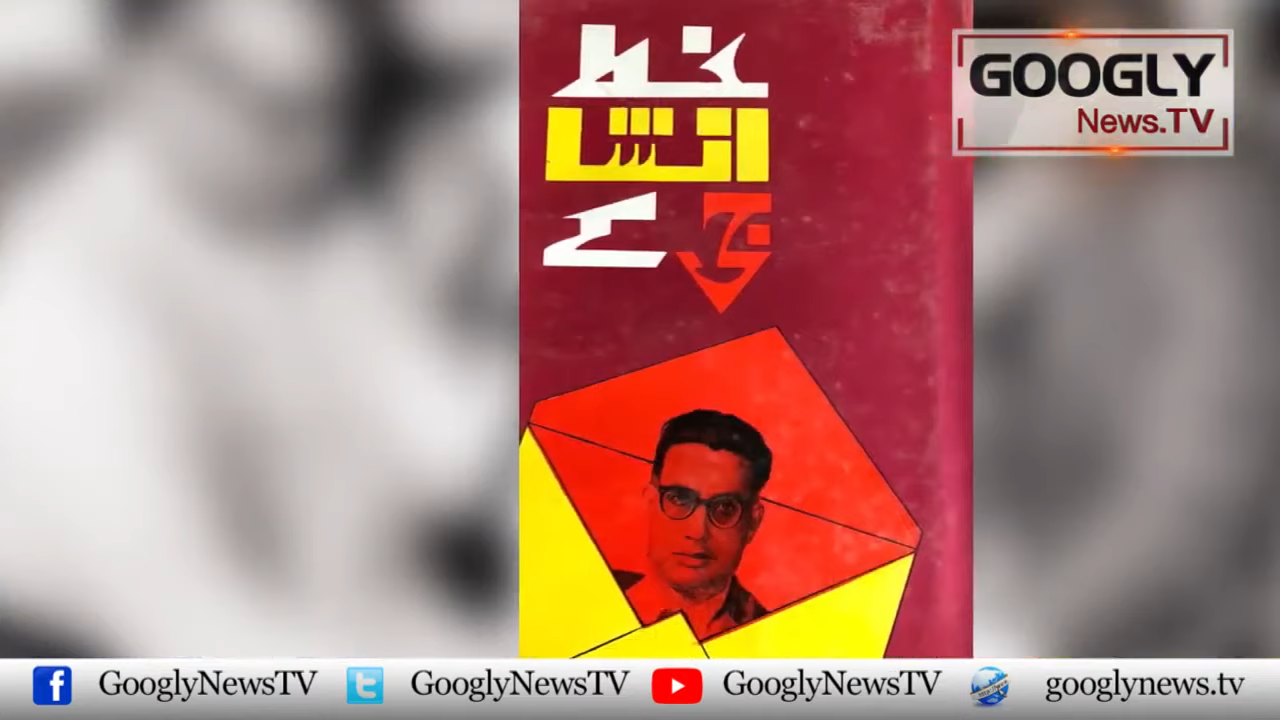 خط
انشا
جی کے
GOOGLY
News.TV
GooglyNewsTV
GooglyNewsTV
GooglyNewsTV
googlynews.tv